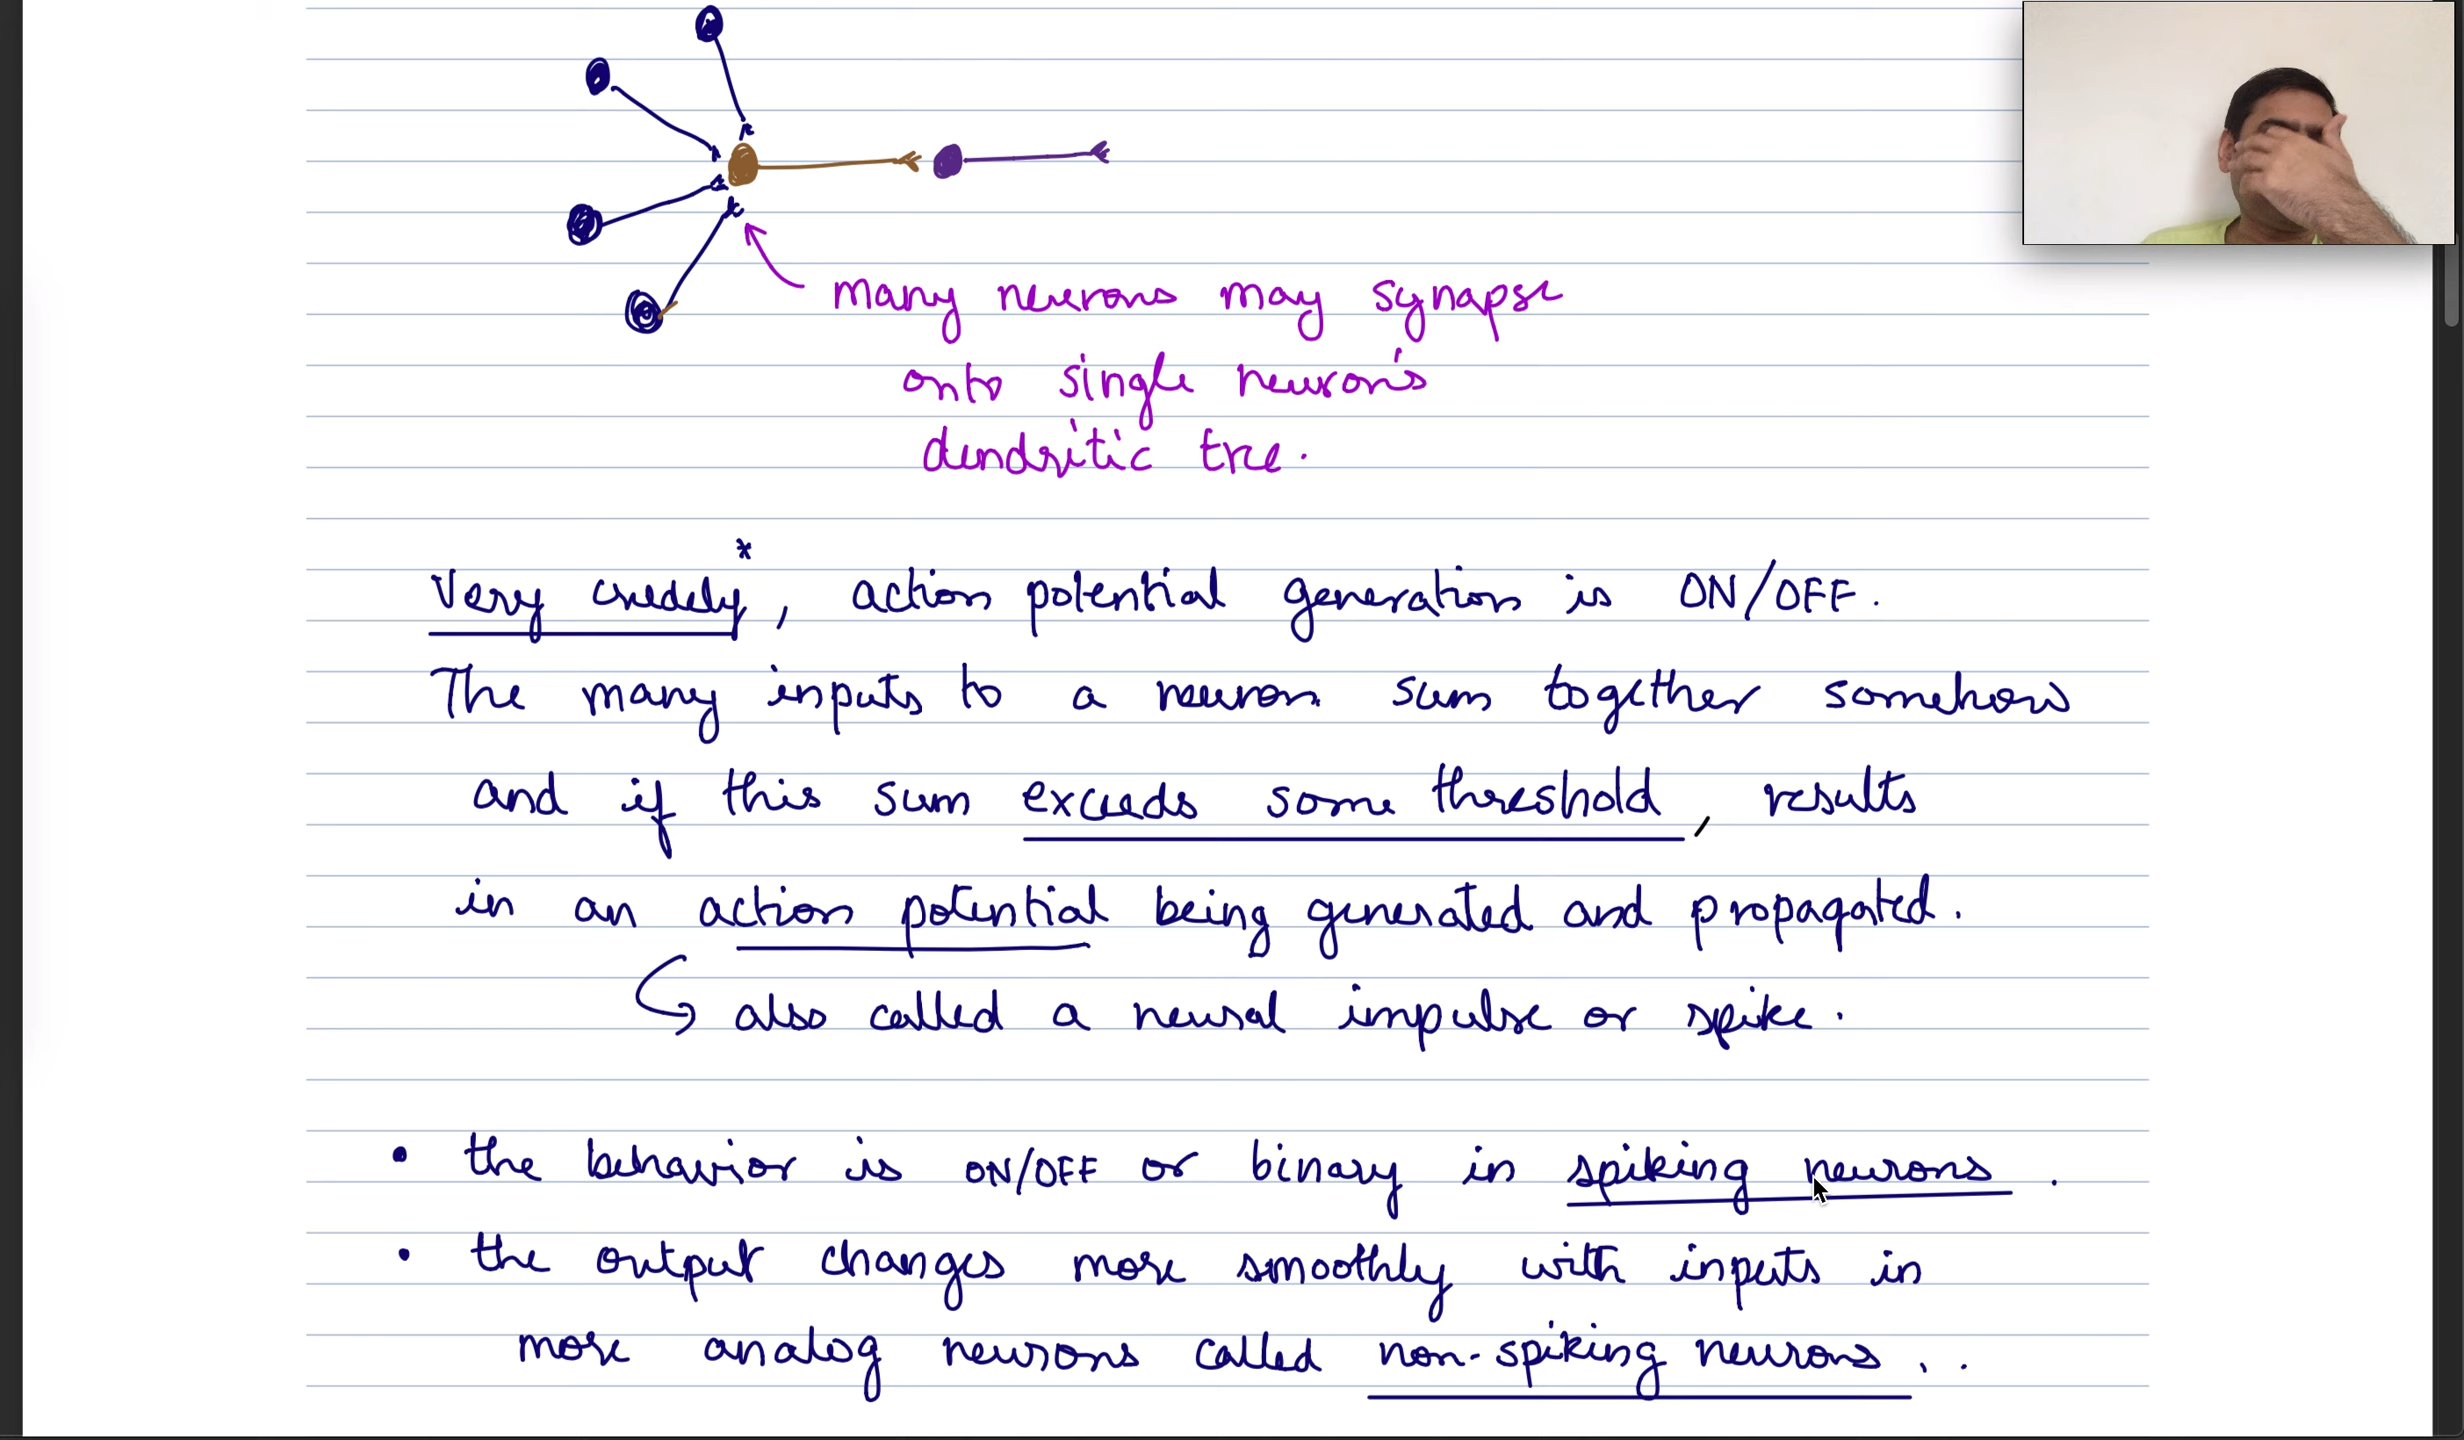 many neurons may synapse
onto single neuron's
dendritic tree.
Very crudely*, action potential generation is ON/OFF.
The many inputs to a neuron sum together somehow
and if this sum exceeds some threshold, results
in an action potential being generated and propagated.
also called a neural impulse or spike.
• the behavior is ON/OFF or binary in spiking neurons.
• the output changes more smoothly with inputs in
more analog neurons called non-spiking neurons..